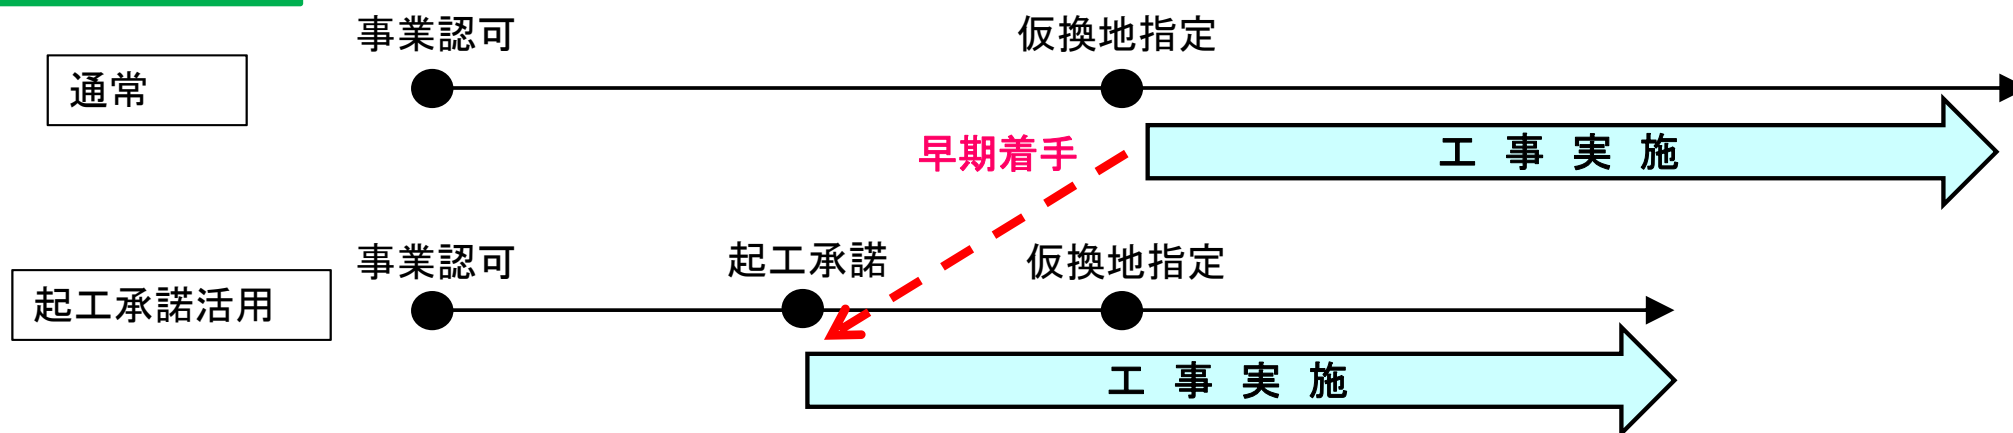 事業認可
仮換地指定
通常
早期着手
工事実施
事業認可
起工承諾
仮換地指定
起工承諾活用
工事実施